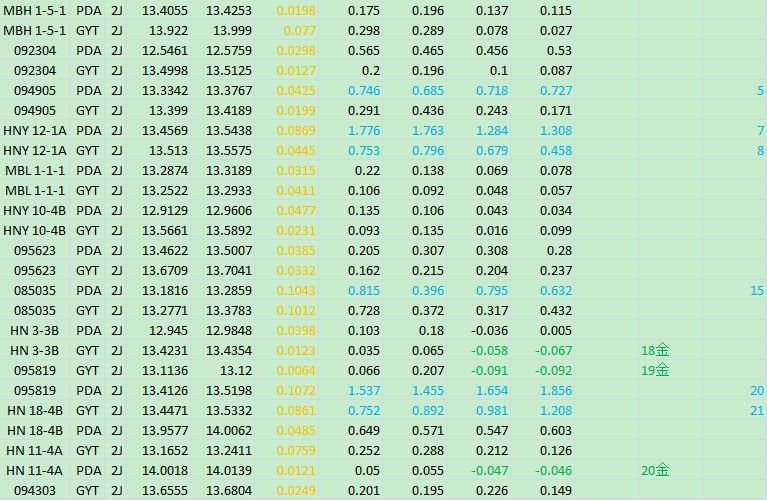 MBH 1-5-1 PDA 2J 13.4055 13.4253 0.0198 0.175 0.196 0.137 0.115
MBH 1-5-1 GYT 2J 13.922 13.999 0.077 0.298 0.289 0.078 0.027
092304 PDA 2J 12.5461 12.5759 0.0298 0.565 0.465 0.456 0.53
092304 GYT 2J 13.4998 13.5125 0.0127 0.2 0.196 0.1 0.087
094905 PDA 2J 13.3342 13.3767 0.0425 0.746 0.685 0.718 0.727 5
094905 GYT 2J 13.399 13.4189 0.0199 0.291 0.436 0.243 0.171
HNY 12-1A PDA 2J 13.4569 13.5438 0.0869 1.776 1.763 1.284 1.308 7
HNY 12-1A GYT 2J 13.513 13.5575 0.0445 0.753 0.796 0.679 0.458 8
MBL 1-1-1 PDA 2J 13.2874 13.3189 0.0315 0.22 0.138 0.069 0.078
MBL 1-1-1 GYT 2J 13.2522 13.2933 0.0411 0.106 0.092 0.048 0.057
HNY 10-4B PDA 2J 12.9129 12.9606 0.0477 0.135 0.106 0.043 0.034
HNY 10-4B GYT 2J 13.5661 13.5892 0.0231 0.093 0.135 0.016 0.099
095623 PDA 2J 13.4622 13.5007 0.0385 0.205 0.307 0.308 0.28
095623 GYT 2J 13.6709 13.7041 0.0332 0.162 0.215 0.204 0.237
085035 PDA 2J 13.1816 13.2859 0.1043 0.815 0.396 0.795 0.632 15
085035 GYT 2J 13.2771 13.3783 0.1012 0.728 0.372 0.317 0.432
HN 3-3B PDA 2J 12.945 12.9848 0.0398 0.103 0.18 -0.036 0.005
HN 3-3B GYT 2J 13.4231 13.4354 0.0123 0.035 0.065 -0.058 -0.067 18金
095819 GYT 2J 13.1136 13.12 0.0064 0.066 0.207 -0.091 -0.092 19金
095819 PDA 2J 13.4126 13.5198 0.1072 1.537 1.455 1.654 1.856 20
HN 18-4B GYT 2J 13.4471 13.5332 0.0861 0.752 0.892 0.981 1.208 21
HN 18-4B PDA 2J 13.9577 14.0062 0.0485 0.649 0.571 0.547 0.603
HN 11-4A GYT 2J 13.1652 13.2411 0.0759 0.252 0.288 0.212 0.126
HN 11-4A PDA 2J 14.0018 14.0139 0.0121 0.05 0.055 -0.047 -0.046 20金
094303 GYT 2J 13.6555 13.6804 0.0249 0.201 0.195 0.226 0.149